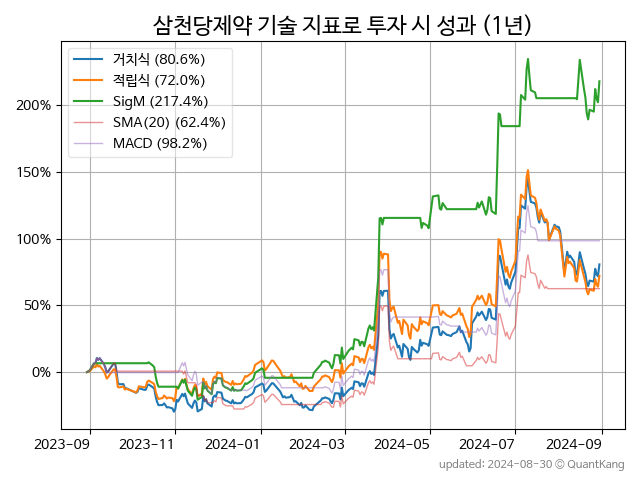 삼천당제약 기술 지표로 투자 시 성과 (1년)
거치식 (80.6%)
적립식 (72.0%)
SigM (217.4%)
SMA(20) (62.4%)
MACD (98.2%)
200%
150%
100%
50%
0%
2023-09 2023-11 2024-01 2024-03 2024-05 2024-07 2024-09
updated: 2024-08-30 © QuantKang